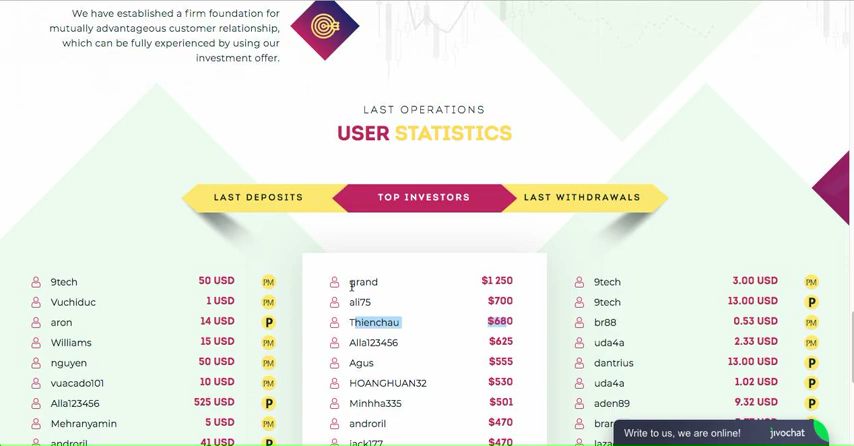 We have established a firm foundation for
mutually advantageous customer relationship,
which can be fully experienced by using our
investment offer.
LAST OPERATIONS
USER STATISTICS
LAST DEPOSITS
TOP INVESTORS
LAST WITHDRAWALS
9tech 50 USD PM
Vuchiduc 1 USD PM
aron 14 USD P
Williams 15 USD PM
nguyen 50 USD PM
vuacado101 10 USD PM
Alla123456 525 USD P
Mehranyamin 5 USD PM
androril 41 USD P
grand $1 250
ali75 $700
Thienchau $680
Alla123456 $625
Agus $555
HOANGHUAN32 $530
Minhha335 $501
androril $470
jack177 $470
9tech 3.00 USD PM
9tech 13.00 USD P
br88 0.53 USD PM
uda4a 2.33 USD PM
dantrius 13.00 USD P
uda4a 1.02 USD PM
aden89 9.32 USD P
Write to us, we are online! jivochat